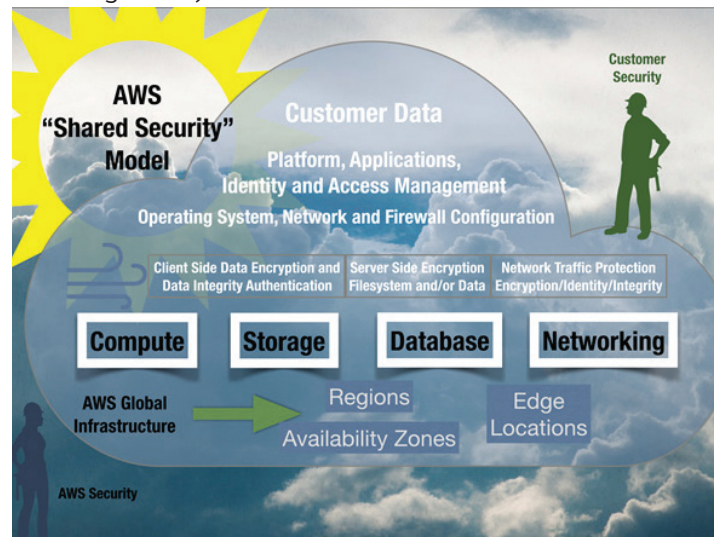 AWS
“Shared Security”
Model
Customer
Security
Customer Data
Platform, Applications,
Identity and Access Management
Operating System, Network and Firewall Configuration
Client Side Data Encryption and
Data Integrity Authentication
Server Side Encryption
Filesystem and/or Data
Network Traffic Protection
Encryption/Identity/Integrity
Compute
Storage
Database
Networking
AWS Global
Infrastructure
Regions
Availability Zones
Edge
Locations
AWS Security